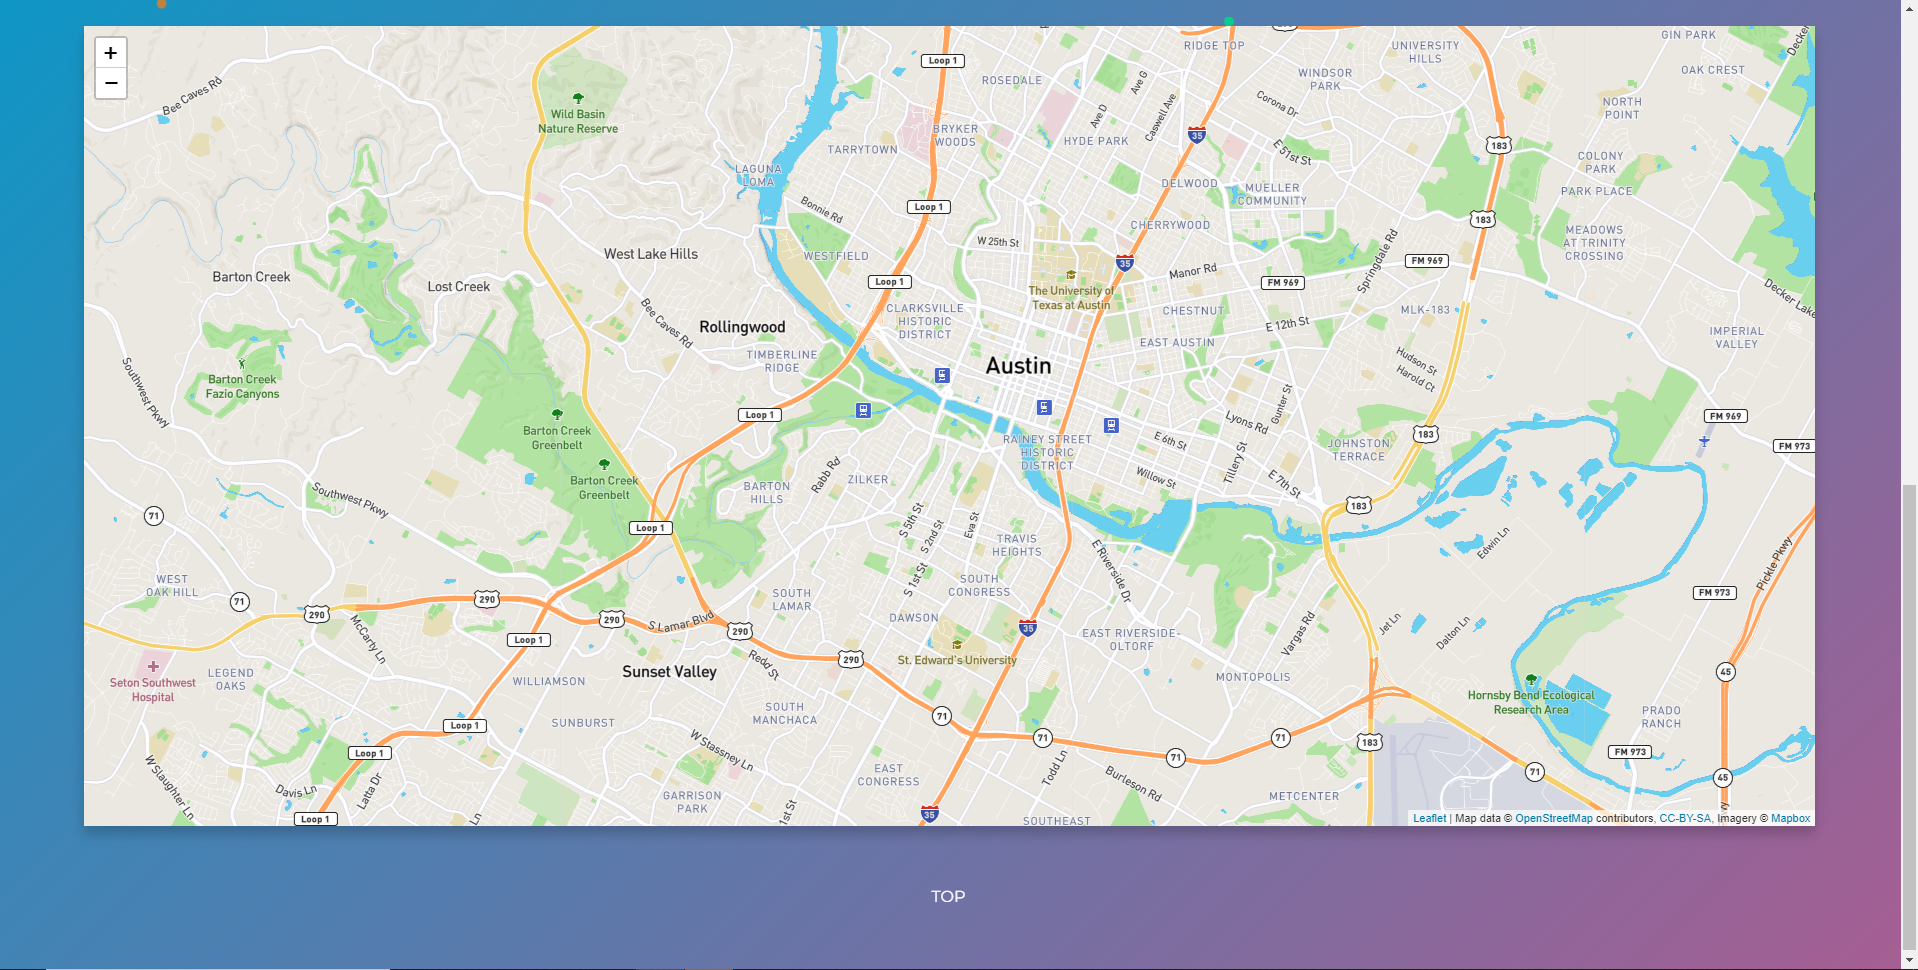 +
−
Loop 1
RIDGE TOP
UNIVERSITY
HILLS
GIN PARK
OAK CREST
Decker
Bee Caves Rd
ROSEDALE
Ave G
WINDSOR
PARK
Wild Basin
Nature Reserve
Ave D
Caswell Ave
Corona Dr
NORTH
POINT
BRYKER
WOODS
TARRYTOWN
HYDE PARK
35
E 51st St
183
COLONY
PARK
LAGUNA
LOMA
DELWOOD
MUELLER
COMMUNITY
PARK PLACE
Bonnie Rd
Loop 1
CHERRYWOOD
183
MEADOWS
AT TRINITY
CROSSING
W 25th St
Springdale Rd
West Lake Hills
WESTFIELD
35
Manor Rd
FM 969
Barton Creek
Lost Creek
Loop 1
The University of
Texas at Austin
FM 969
Decker Lake
Bee Caves Rd
Rollingwood
CLARKSVILLE
HISTORIC
DISTRICT
CHESTNUT
E 12th St
MLK-183
IMPERIAL
VALLEY
EAST AUSTIN
TIMBERLINE
RIDGE
Austin
Hudson St
Harold Ct
Southwest Pkwy
Barton Creek
Fazio Canyons
Gunter St
Loop 1
Lyons Rd
FM 969
Barton Creek
Greenbelt
RAINEY STREET
HISTORIC
DISTRICT
E 6th St
183
JOHNSTON
TERRACE
FM 973
Tillery St
Barton Creek
Greenbelt
Rabb Rd
ZILKER
BARTON
HILLS
Willow St
E 7th St
Southwest Pkwy
183
71
Loop 1
S 5th St
S 2nd St
Eva St
TRAVIS
HEIGHTS
E Riverside Dr
Edwin Ln
Pickle Pkwy
WEST
OAK HILL
S 1st St
SOUTH
CONGRESS
71
290
290
290
SOUTH
LAMAR
FM 973
McCarty Ln
S Lamar Blvd
290
DAWSON
35
Jet Ln
Dalton Ln
Vargas Rd
Loop 1
EAST RIVERSIDE-
OLTORF
St. Edward's University
290
Redd St
Seton Southwest
Hospital
LEGEND
OAKS
WILLIAMSON
Sunset Valley
MONTOPOLIS
45
Hornsby Bend Ecological
Research Area
SOUTH
MANCHACA
71
PRADO
RANCH
Loop 1
SUNBURST
71
71
183
FM 973
Loop 1
W Stassney Ln
71
Todd Ln
71
45
W Slaughter Ln
Davis Ln
Latta Dr
EAST
CONGRESS
Burleson Rd
GARRISON
PARK
METCENTER
Loop 1
Ln
1st St
35
SOUTHEAST
Leaflet | Map data © OpenStreetMap contributors, CC-BY-SA, Imagery © Mapbox
TOP